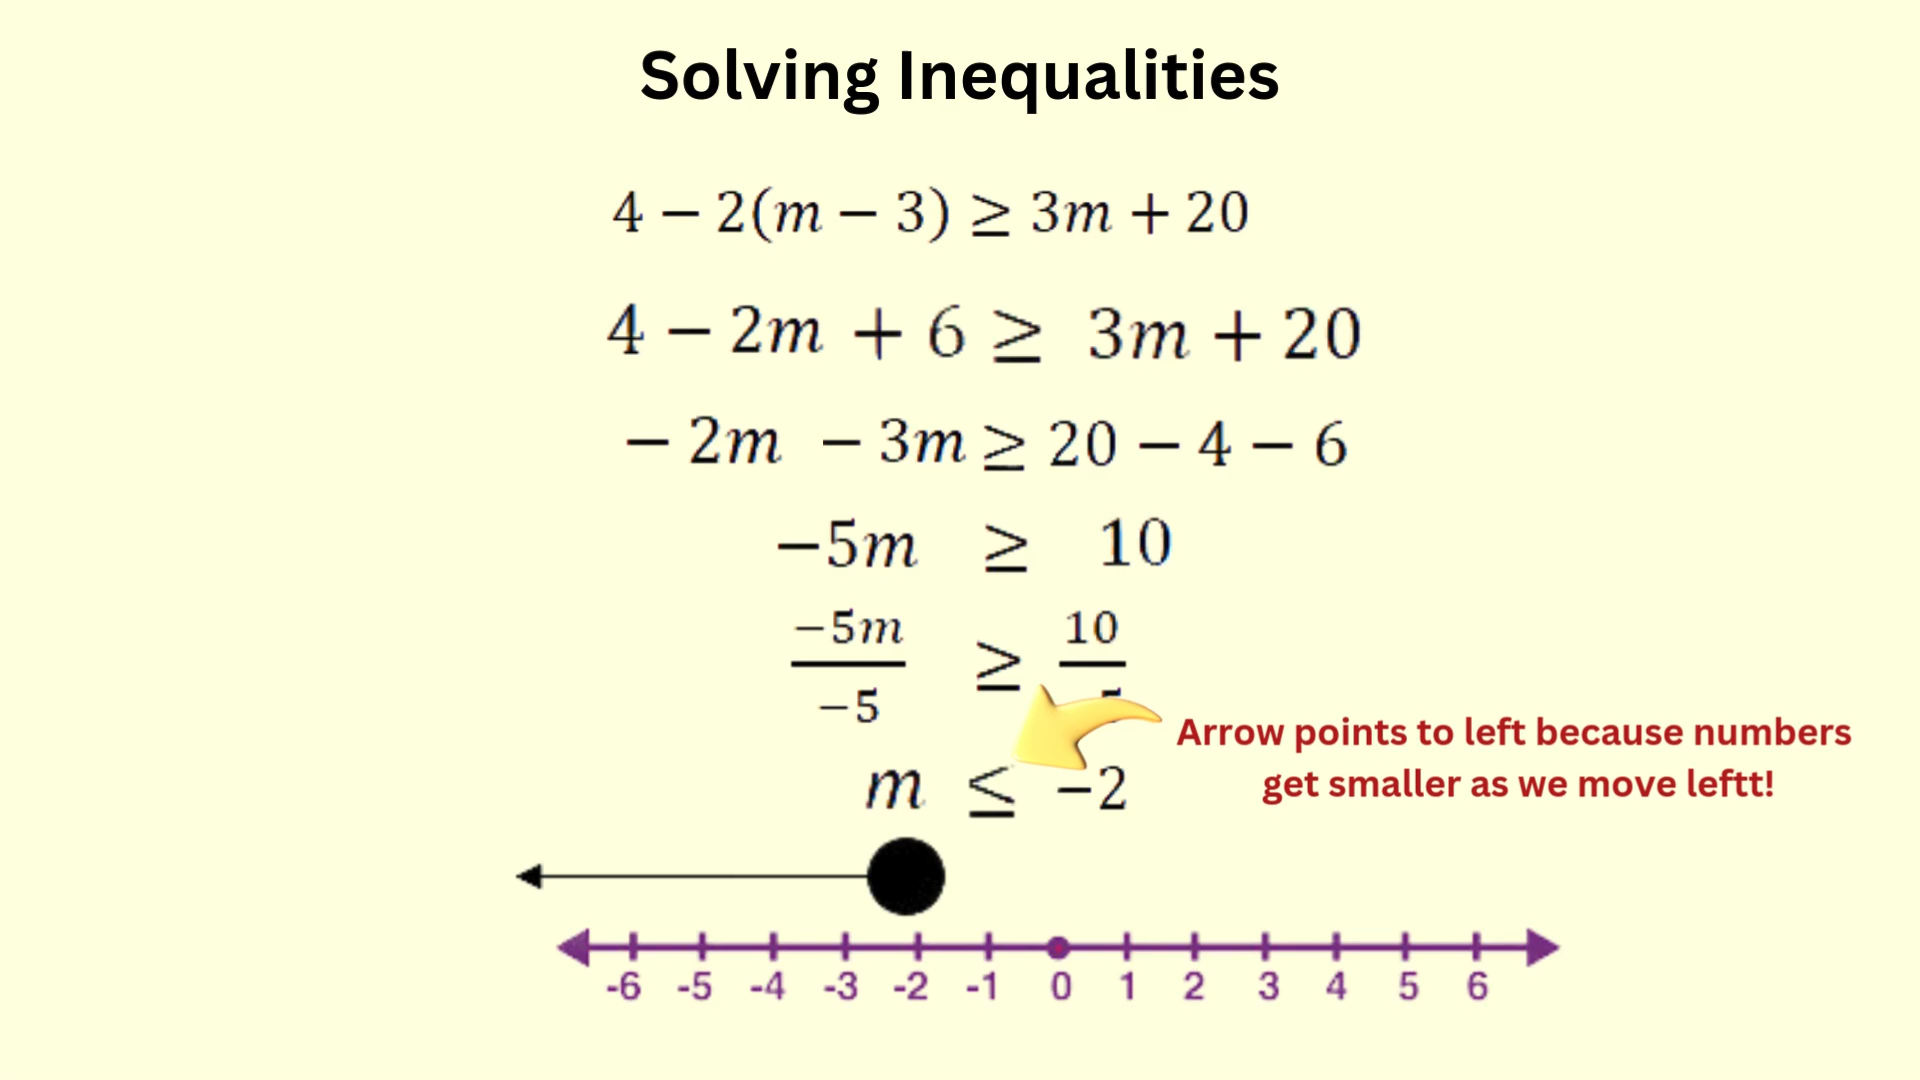 Solving Inequalities
4 − 2(m − 3) ≥ 3m + 20
4 − 2m + 6 ≥ 3m + 20
− 2m − 3m ≥ 20 − 4 − 6
−5m ≥ 10
−5m/−5 ≥ 10/
Arrow points to left because numbers
get smaller as we move leftt!
m ≤ −2
-6 -5 -4 -3 -2 -1 0 1 2 3 4 5 6